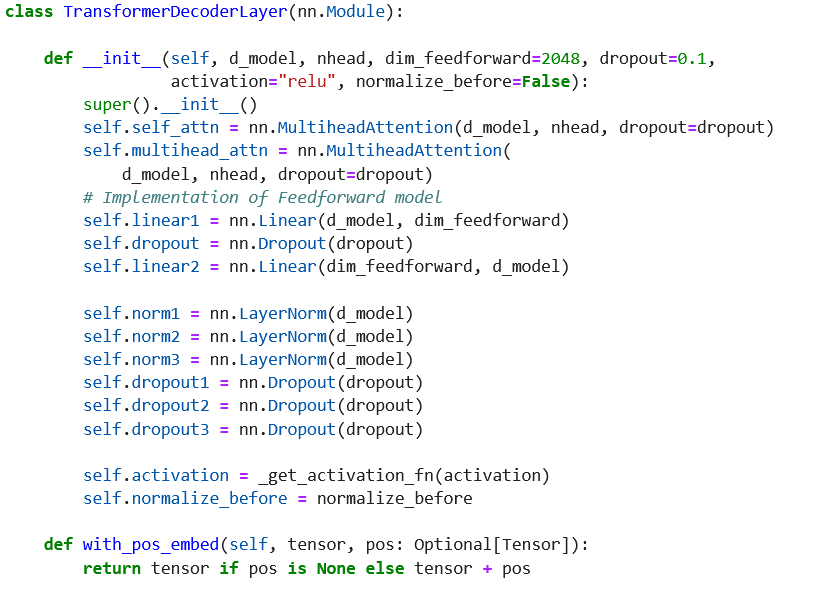 class TransformerDecoderLayer(nn.Module):
def __init__(self, d_model, nhead, dim_feedforward=2048, dropout=0.1,
activation="relu", normalize_before=False):
super().__init__()
self.self_attn = nn.MultiheadAttention(d_model, nhead, dropout=dropout)
self.multihead_attn = nn.MultiheadAttention(
d_model, nhead, dropout=dropout)
# Implementation of Feedforward model
self.linear1 = nn.Linear(d_model, dim_feedforward)
self.dropout = nn.Dropout(dropout)
self.linear2 = nn.Linear(dim_feedforward, d_model)
self.norm1 = nn.LayerNorm(d_model)
self.norm2 = nn.LayerNorm(d_model)
self.norm3 = nn.LayerNorm(d_model)
self.dropout1 = nn.Dropout(dropout)
self.dropout2 = nn.Dropout(dropout)
self.dropout3 = nn.Dropout(dropout)
self.activation = _get_activation_fn(activation)
self.normalize_before = normalize_before
def with_pos_embed(self, tensor, pos: Optional[Tensor]):
return tensor if pos is None else tensor + pos